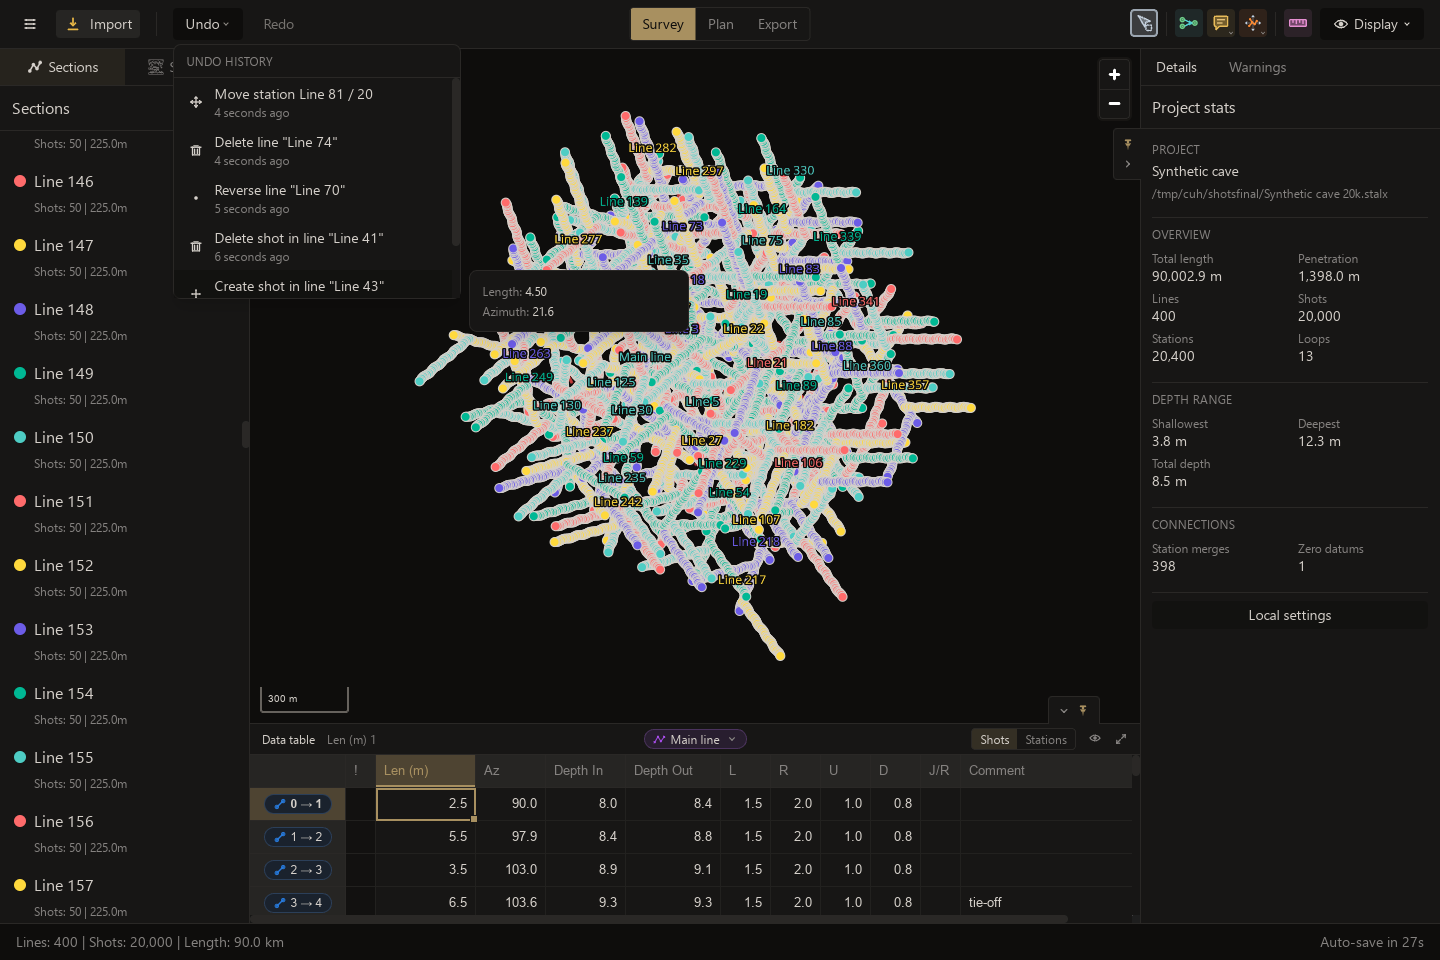 Import
Undo
Redo
Survey
Plan
Export
Display
Sections
UNDO HISTORY
Move station Line 81 / 20
4 seconds ago
Delete line "Line 74"
4 seconds ago
Reverse line "Line 70"
5 seconds ago
Delete shot in line "Line 41"
6 seconds ago
Create shot in line "Line 43"
Sections
Shots: 50 | 225.0m
Line 146
Shots: 50 | 225.0m
Line 147
Shots: 50 | 225.0m
Line 148
Shots: 50 | 225.0m
Line 149
Shots: 50 | 225.0m
Line 150
Shots: 50 | 225.0m
Line 151
Shots: 50 | 225.0m
Line 152
Shots: 50 | 225.0m
Line 153
Shots: 50 | 225.0m
Line 154
Shots: 50 | 225.0m
Line 155
Shots: 50 | 225.0m
Line 156
Shots: 50 | 225.0m
Line 157
Shots: 50 | 225.0m
Line 282
Line 297
Line 330
Line 139
Line 164
Line 73
Line 277
Line 75
Line 339
Line 35
Line 83
18
Line 19
Line 341
Length: 4.50
Azimuth: 21.6
Line 3
Line 22
Line 85
Line 263
Main line
Line 21
Line 88
Line 360
Line 249
Line 125
Line 89
Line 357
Line 130
Line 30
Line 5
Line 237
Line 27
Line 182
Line 59
Line 229
Line 106
Line 235
Line 54
Line 242
Line 107
Line 218
Line 217
300 m
Data table
Len (m) 1
Main line
Shots
Stations
! Len (m) Az Depth In Depth Out L R U D J/R Comment
0 → 1 2.5 90.0 8.0 8.4 1.5 2.0 1.0 0.8
1 → 2 5.5 97.9 8.4 8.8 1.5 2.0 1.0 0.8
2 → 3 3.5 103.0 8.9 9.1 1.5 2.0 1.0 0.8
3 → 4 6.5 103.6 9.3 9.3 1.5 2.0 1.0 0.8 tie-off
Details
Warnings
Project stats
PROJECT
Synthetic cave
/tmp/cuh/shotsfinal/Synthetic cave 20k.stalx
OVERVIEW
Total length
Penetration
90,002.9 m
1,398.0 m
Lines
Shots
400
20,000
Stations
Loops
20,400
13
DEPTH RANGE
Shallowest
Deepest
3.8 m
12.3 m
Total depth
8.5 m
CONNECTIONS
Station merges
Zero datums
398
1
Local settings
Lines: 400 | Shots: 20,000 | Length: 90.0 km
Auto-save in 27s